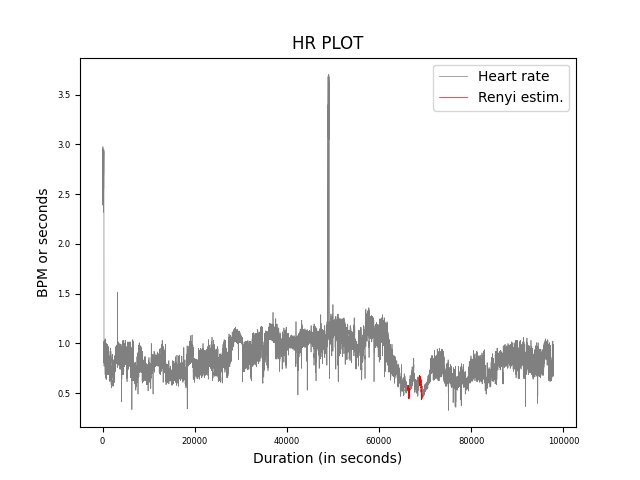 HR PLOT
Heart rate
Renyi estim.
BPM or seconds
3.5
3.0
2.5
2.0
1.5
1.0
0.5
0
20000
40000
60000
80000
100000
Duration (in seconds)